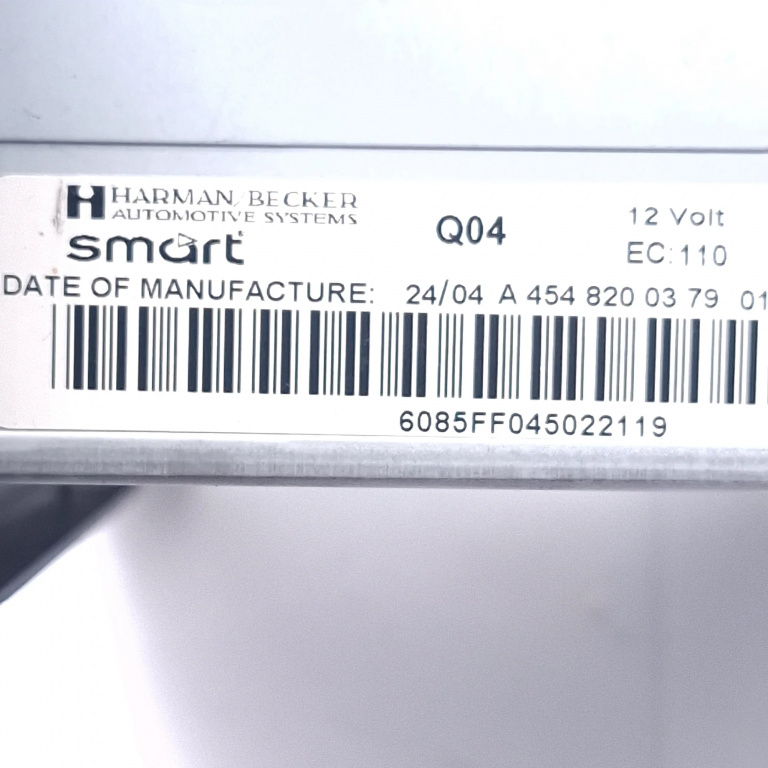 HARMAN/BECKER
AUTOMOTIVE SYSTEMS
smart
Q04
12 Volt
EC:110
DATE OF MANUFACTURE: 24/04 A 454 820 03 79 01
6085FF045022119